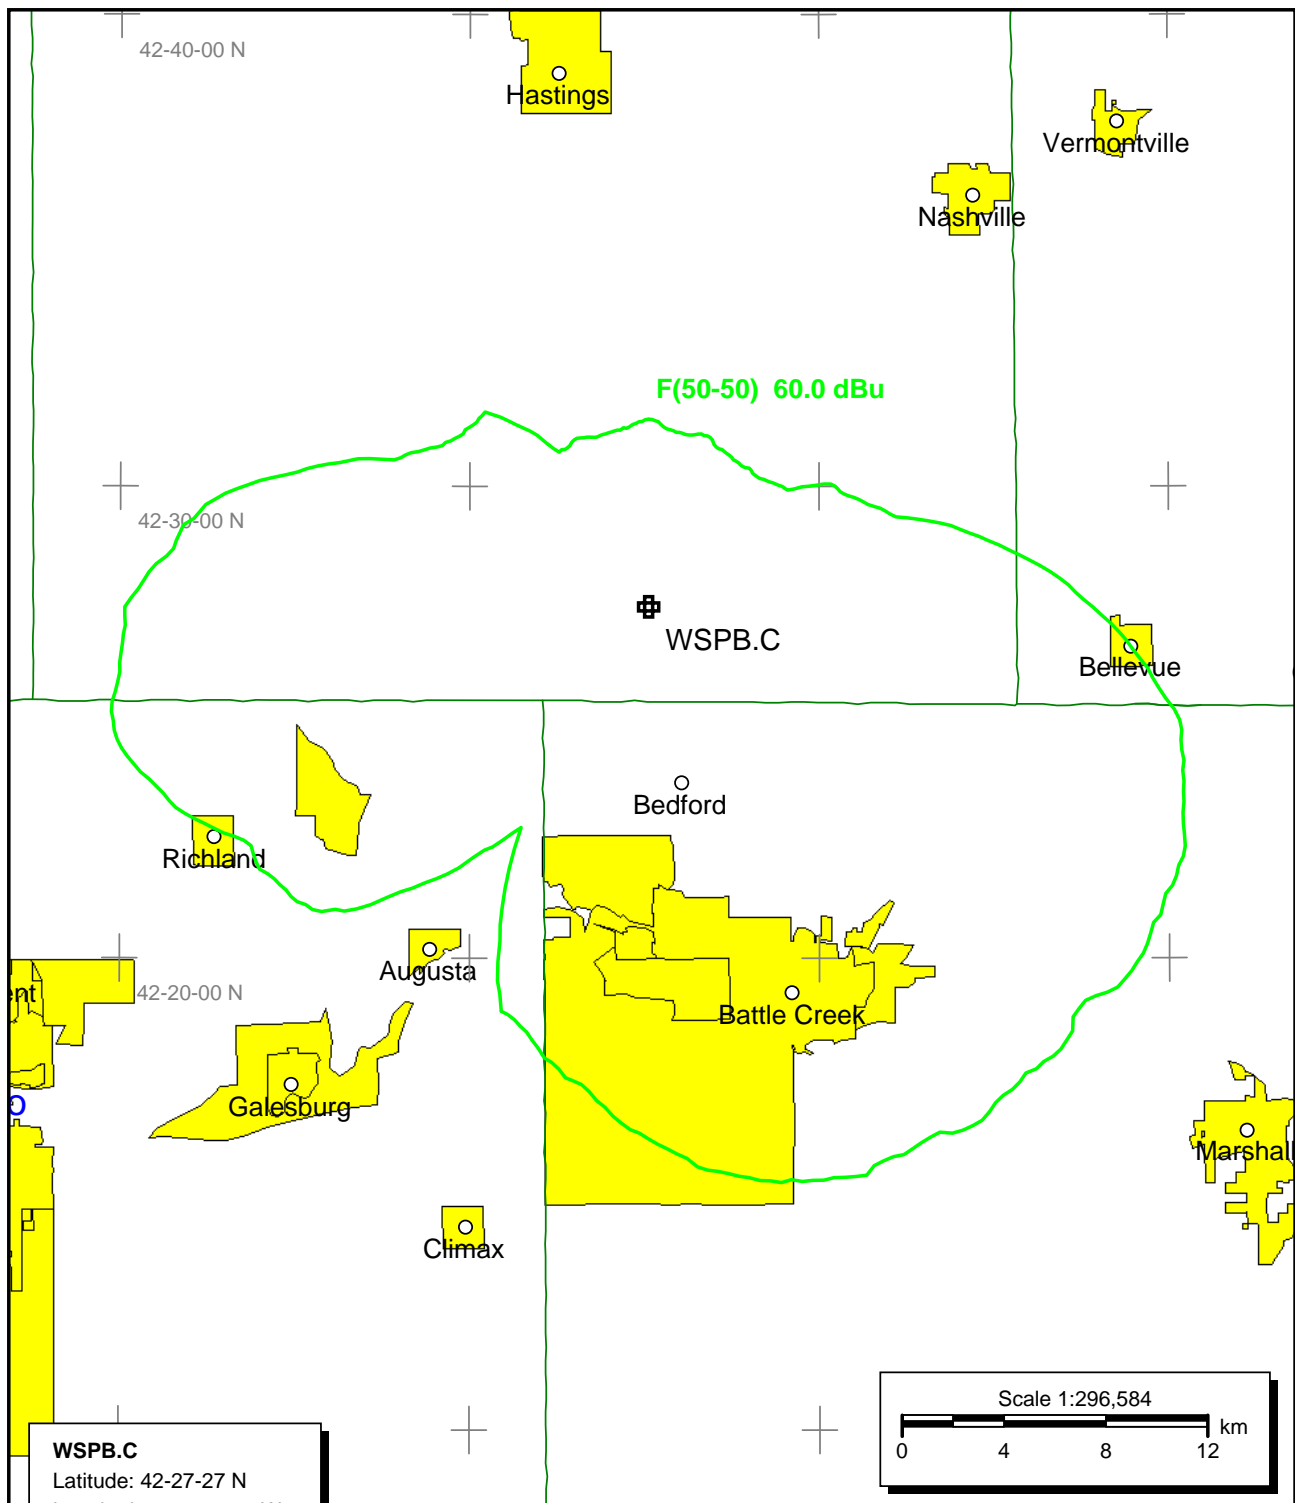 42-40-00 N
Hastings
Vermontville
Nashville
F(50-50) 60.0 dBu
42-30-00 N
WSPB.C
Bellevue
Bedford
Richland
Augusta
42-20-00 N
Battle Creek
Galesburg
Marshall
Climax
Scale 1:296,584
km
0 4 8 12
WSPB.C
Latitude: 42-27-27 N